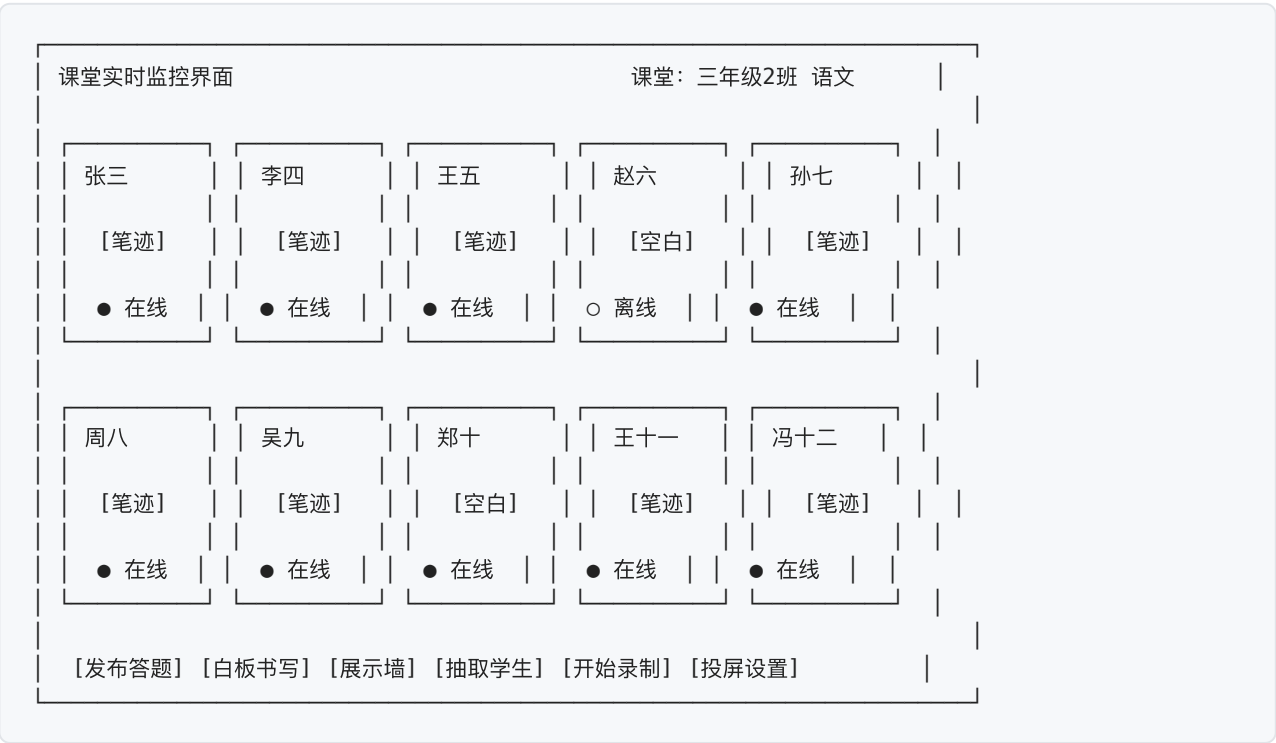 课堂实时监控界面 课堂：三年级2班 语文
张三 李四 王五 赵六 孙七
[笔迹] [笔迹] [笔迹] [空白] [笔迹]
● 在线 ● 在线 ● 在线 ○ 离线 ● 在线
周八 吴九 郑十 王十一 冯十二
[笔迹] [笔迹] [空白] [笔迹] [笔迹]
● 在线 ● 在线 ● 在线 ● 在线 ● 在线
[发布答题] [白板书写] [展示墙] [抽取学生] [开始录制] [投屏设置]